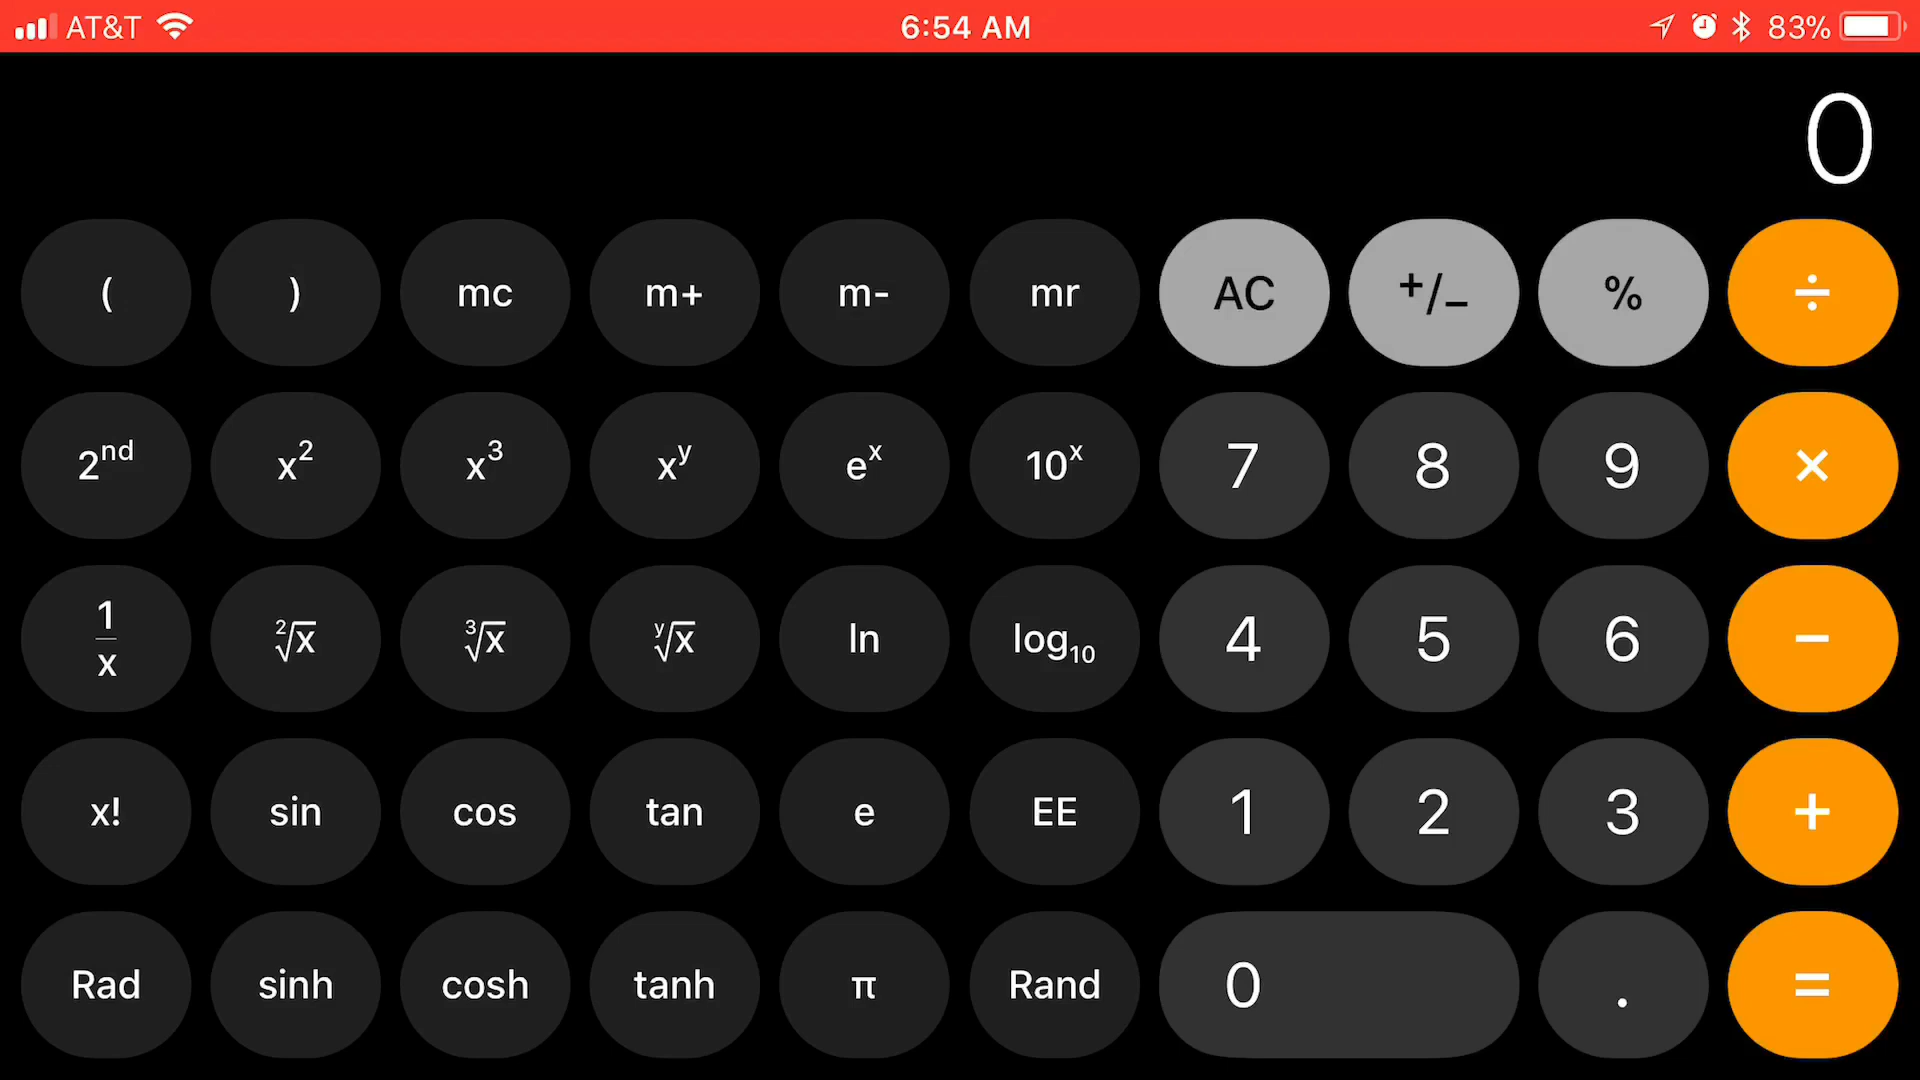 AT&T 6:54 AM 83%
0
( ) mc m+ m- mr AC +/- % ÷
2nd x2 x3 xy ex 10x 7 8 9 ×
1/x 2√x 3√x y√x ln log10 4 5 6 −
x! sin cos tan e EE 1 2 3 +
Rad sinh cosh tanh π Rand 0 . =